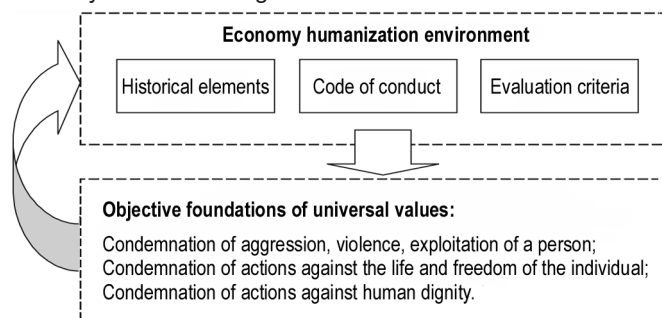 Economy humanization environment
Historical elements
Code of conduct
Evaluation criteria
Objective foundations of universal values:
Condemnation of aggression, violence, exploitation of a person;
Condemnation of actions against the life and freedom of the individual;
Condemnation of actions against human dignity.